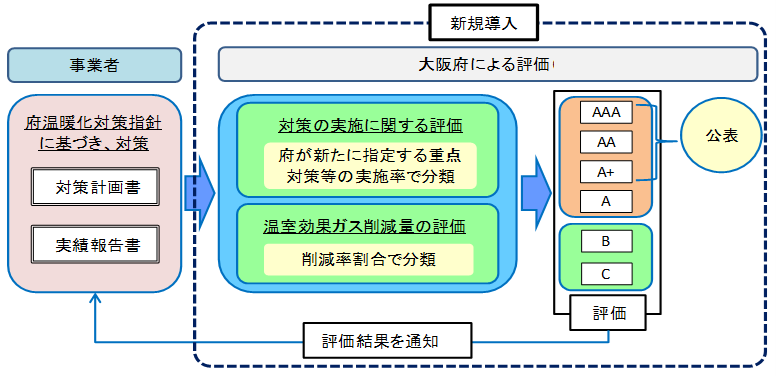 新規導入
事業者
大阪府による評価
府温暖化対策指針
に基づき、対策
対策計画書
実績報告書
対策の実施に関する評価
府が新たに指定する重点
対策等の実施率で分類
温室効果ガス削減量の評価
削減率割合で分類
AAA
AA
A+
A
B
C
評価
公表
評価結果を通知